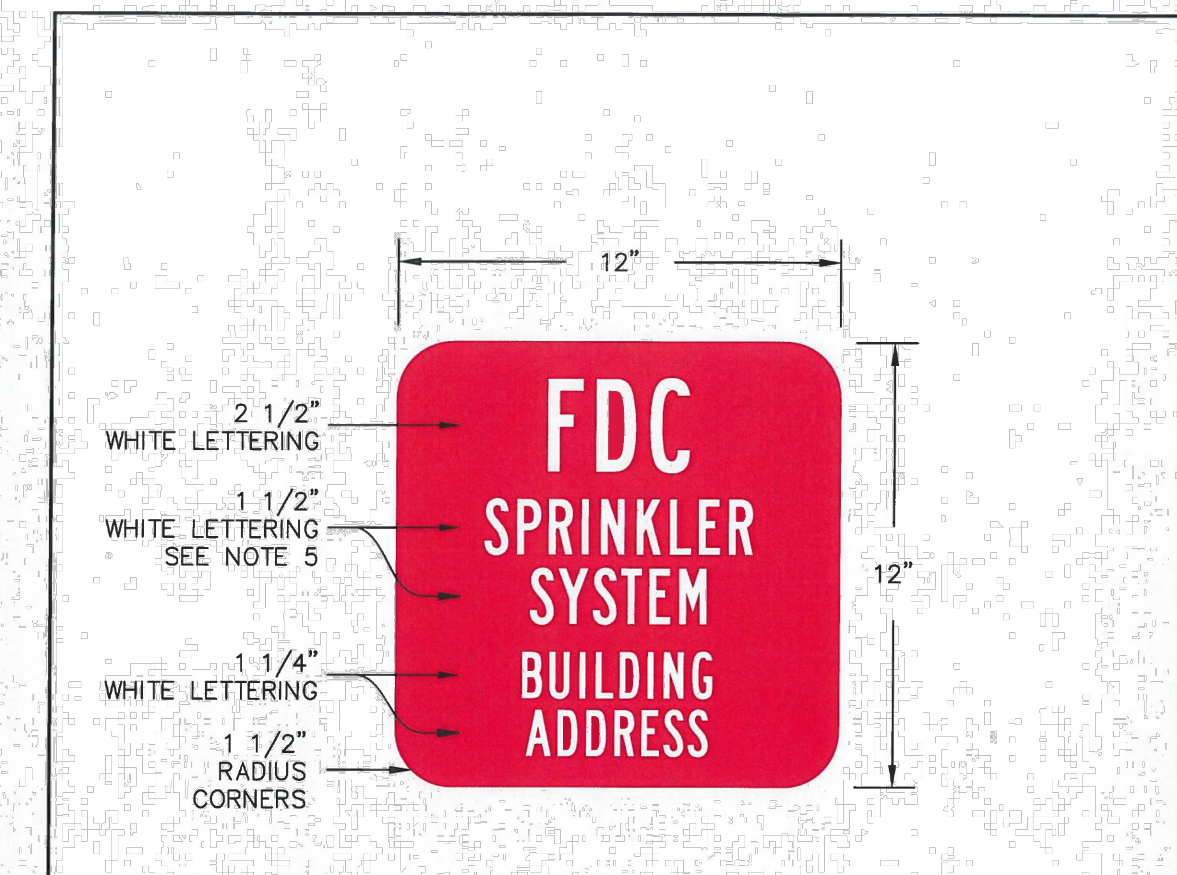 12"
FDC
2 1/2"
WHITE LETTERING
1 1/2"
WHITE LETTERING
SEE NOTE 5
SPRINKLER
SYSTEM
12"
1 1/4"
WHITE LETTERING
BUILDING
ADDRESS
1 1/2"
RADIUS
CORNERS